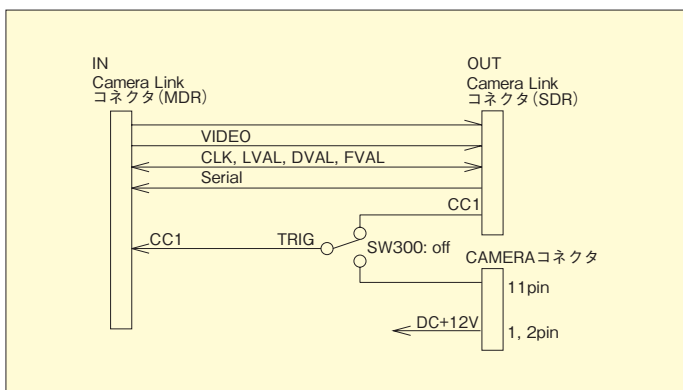 IN
Camera Link
コネクタ(MDR)
OUT
Camera Link
コネクタ(SDR)
VIDEO
CLK, LVAL, DVAL, FVAL
Serial
CC1
CC1
TRIG
SW300: off
CAMERAコネクタ
11pin
DC+12V
1, 2pin